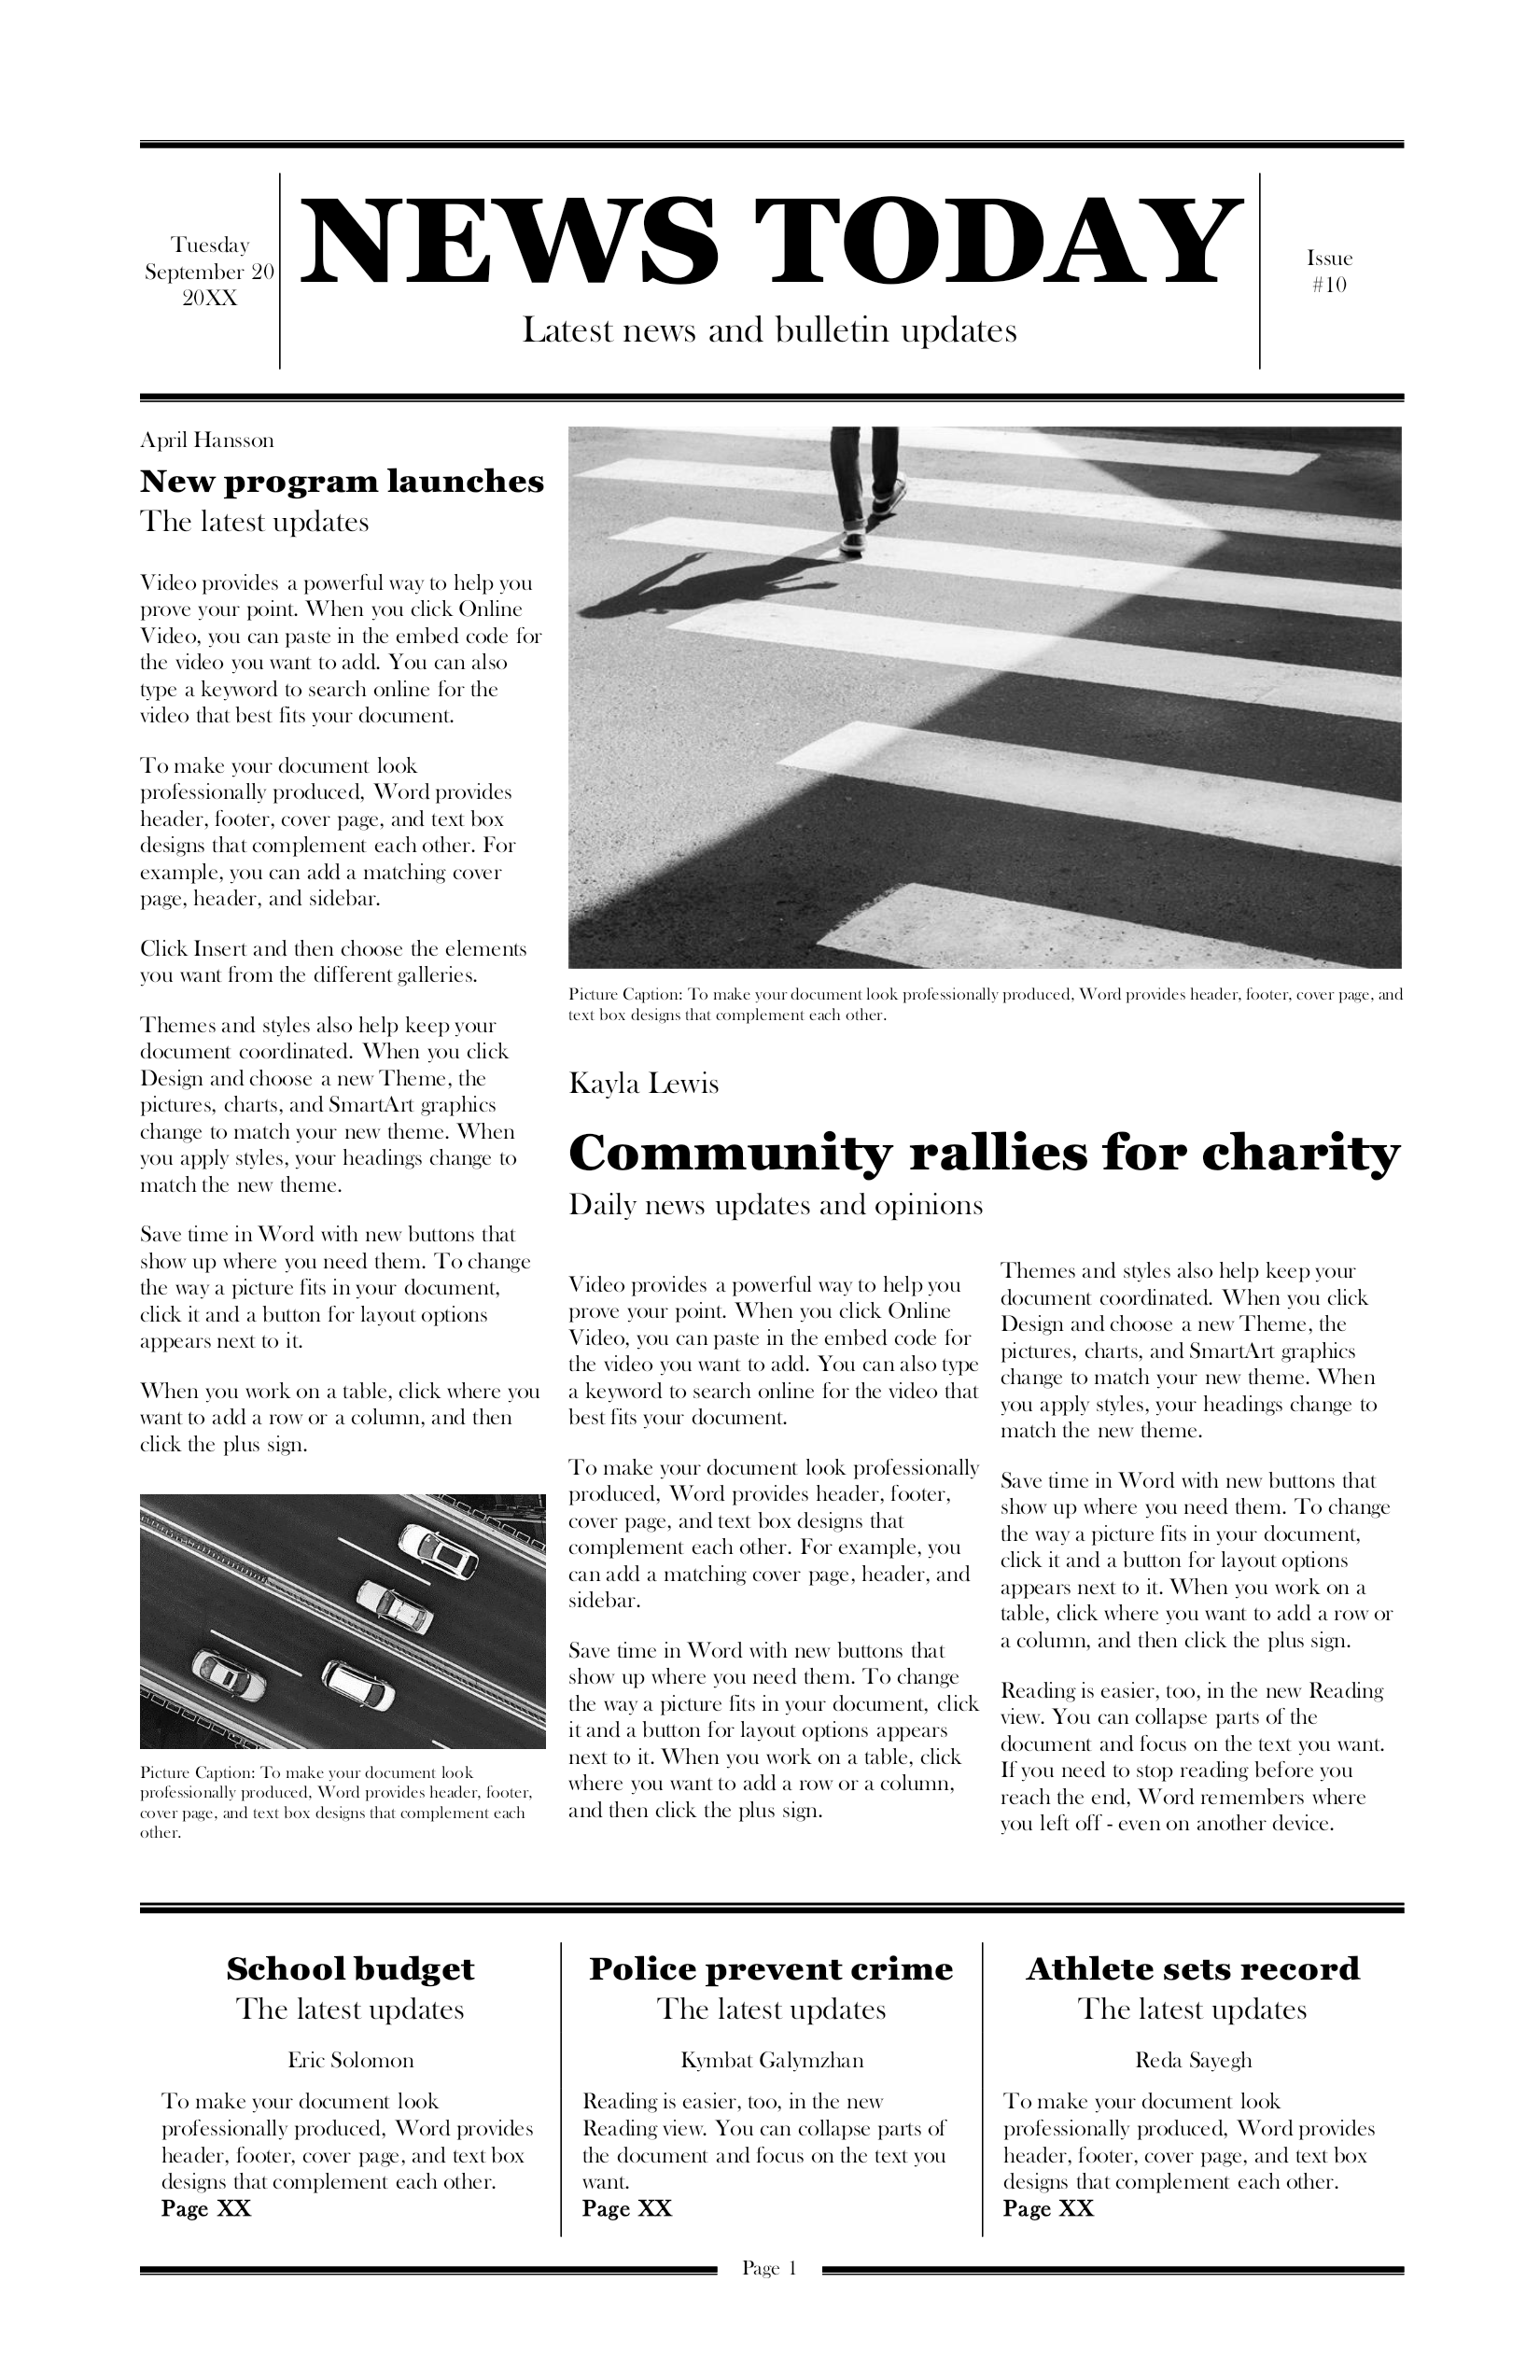 Tuesday
September 20
20XX
NEWS TODAY
Latest news and bulletin updates
Issue
#10
April Hansson
New program launches
The latest updates
Video provides a powerful way to help you
prove your point. When you click Online
Video, you can paste in the embed code for
the video you want to add. You can also
type a keyword to search online for the
video that best fits your document.
To make your document look
professionally produced, Word provides
header, footer, cover page, and text box
designs that complement each other. For
example, you can add a matching cover
page, header, and sidebar.
Click Insert and then choose the elements
you want from the different galleries.
Themes and styles also help keep your
document coordinated. When you click
Design and choose a new Theme, the
pictures, charts, and SmartArt graphics
change to match your new theme. When
you apply styles, your headings change to
match the new theme.
Save time in Word with new buttons that
show up where you need them. To change
the way a picture fits in your document,
click it and a button for layout options
appears next to it.
When you work on a table, click where you
want to add a row or a column, and then
click the plus sign.
Picture Caption: To make your document look
professionally produced, Word provides header, footer,
cover page, and text box designs that complement each
other.
Picture Caption: To make your document look professionally produced, Word provides header, footer, cover page, and
text box designs that complement each other.
Kayla Lewis
Community rallies for charity
Daily news updates and opinions
Video provides a powerful way to help you
prove your point. When you click Online
Video, you can paste in the embed code for
the video you want to add. You can also type
a keyword to search online for the video that
best fits your document.
To make your document look professionally
produced, Word provides header, footer,
cover page, and text box designs that
complement each other. For example, you
can add a matching cover page, header, and
sidebar.
Save time in Word with new buttons that
show up where you need them. To change
the way a picture fits in your document, click
it and a button for layout options appears
next to it. When you work on a table, click
where you want to add a row or a column,
and then click the plus sign.
Themes and styles also help keep your
document coordinated. When you click
Design and choose a new Theme, the
pictures, charts, and SmartArt graphics
change to match your new theme. When
you apply styles, your headings change to
match the new theme.
Save time in Word with new buttons that
show up where you need them. To change
the way a picture fits in your document,
click it and a button for layout options
appears next to it. When you work on a
table, click where you want to add a row or
a column, and then click the plus sign.
Reading is easier, too, in the new Reading
view. You can collapse parts of the
document and focus on the text you want.
If you need to stop reading before you
reach the end, Word remembers where
you left off - even on another device.
School budget
The latest updates
Eric Solomon
To make your document look
professionally produced, Word provides
header, footer, cover page, and text box
designs that complement each other.
Page XX
Police prevent crime
The latest updates
Kymbat Galymzhan
Reading is easier, too, in the new
Reading view. You can collapse parts of
the document and focus on the text you
want.
Page XX
Athlete sets record
The latest updates
Reda Sayegh
To make your document look
professionally produced, Word provides
header, footer, cover page, and text box
designs that complement each other.
Page XX
Page 1